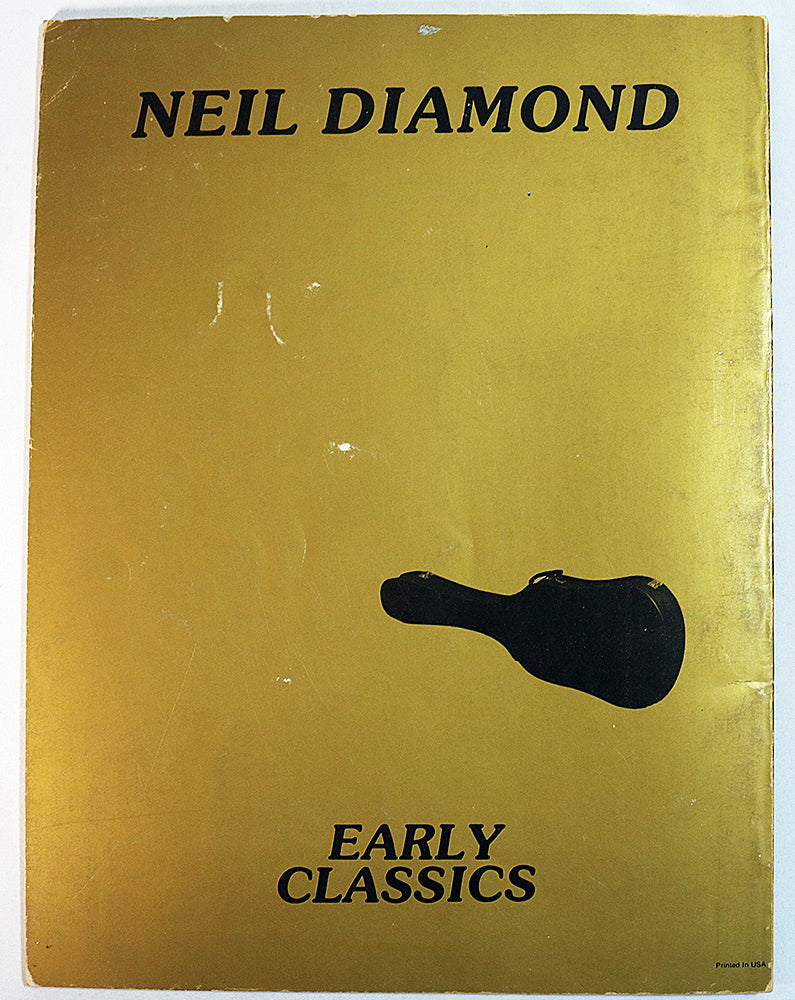 NEIL DIAMOND
EARLY
CLASSICS
Printed In USA